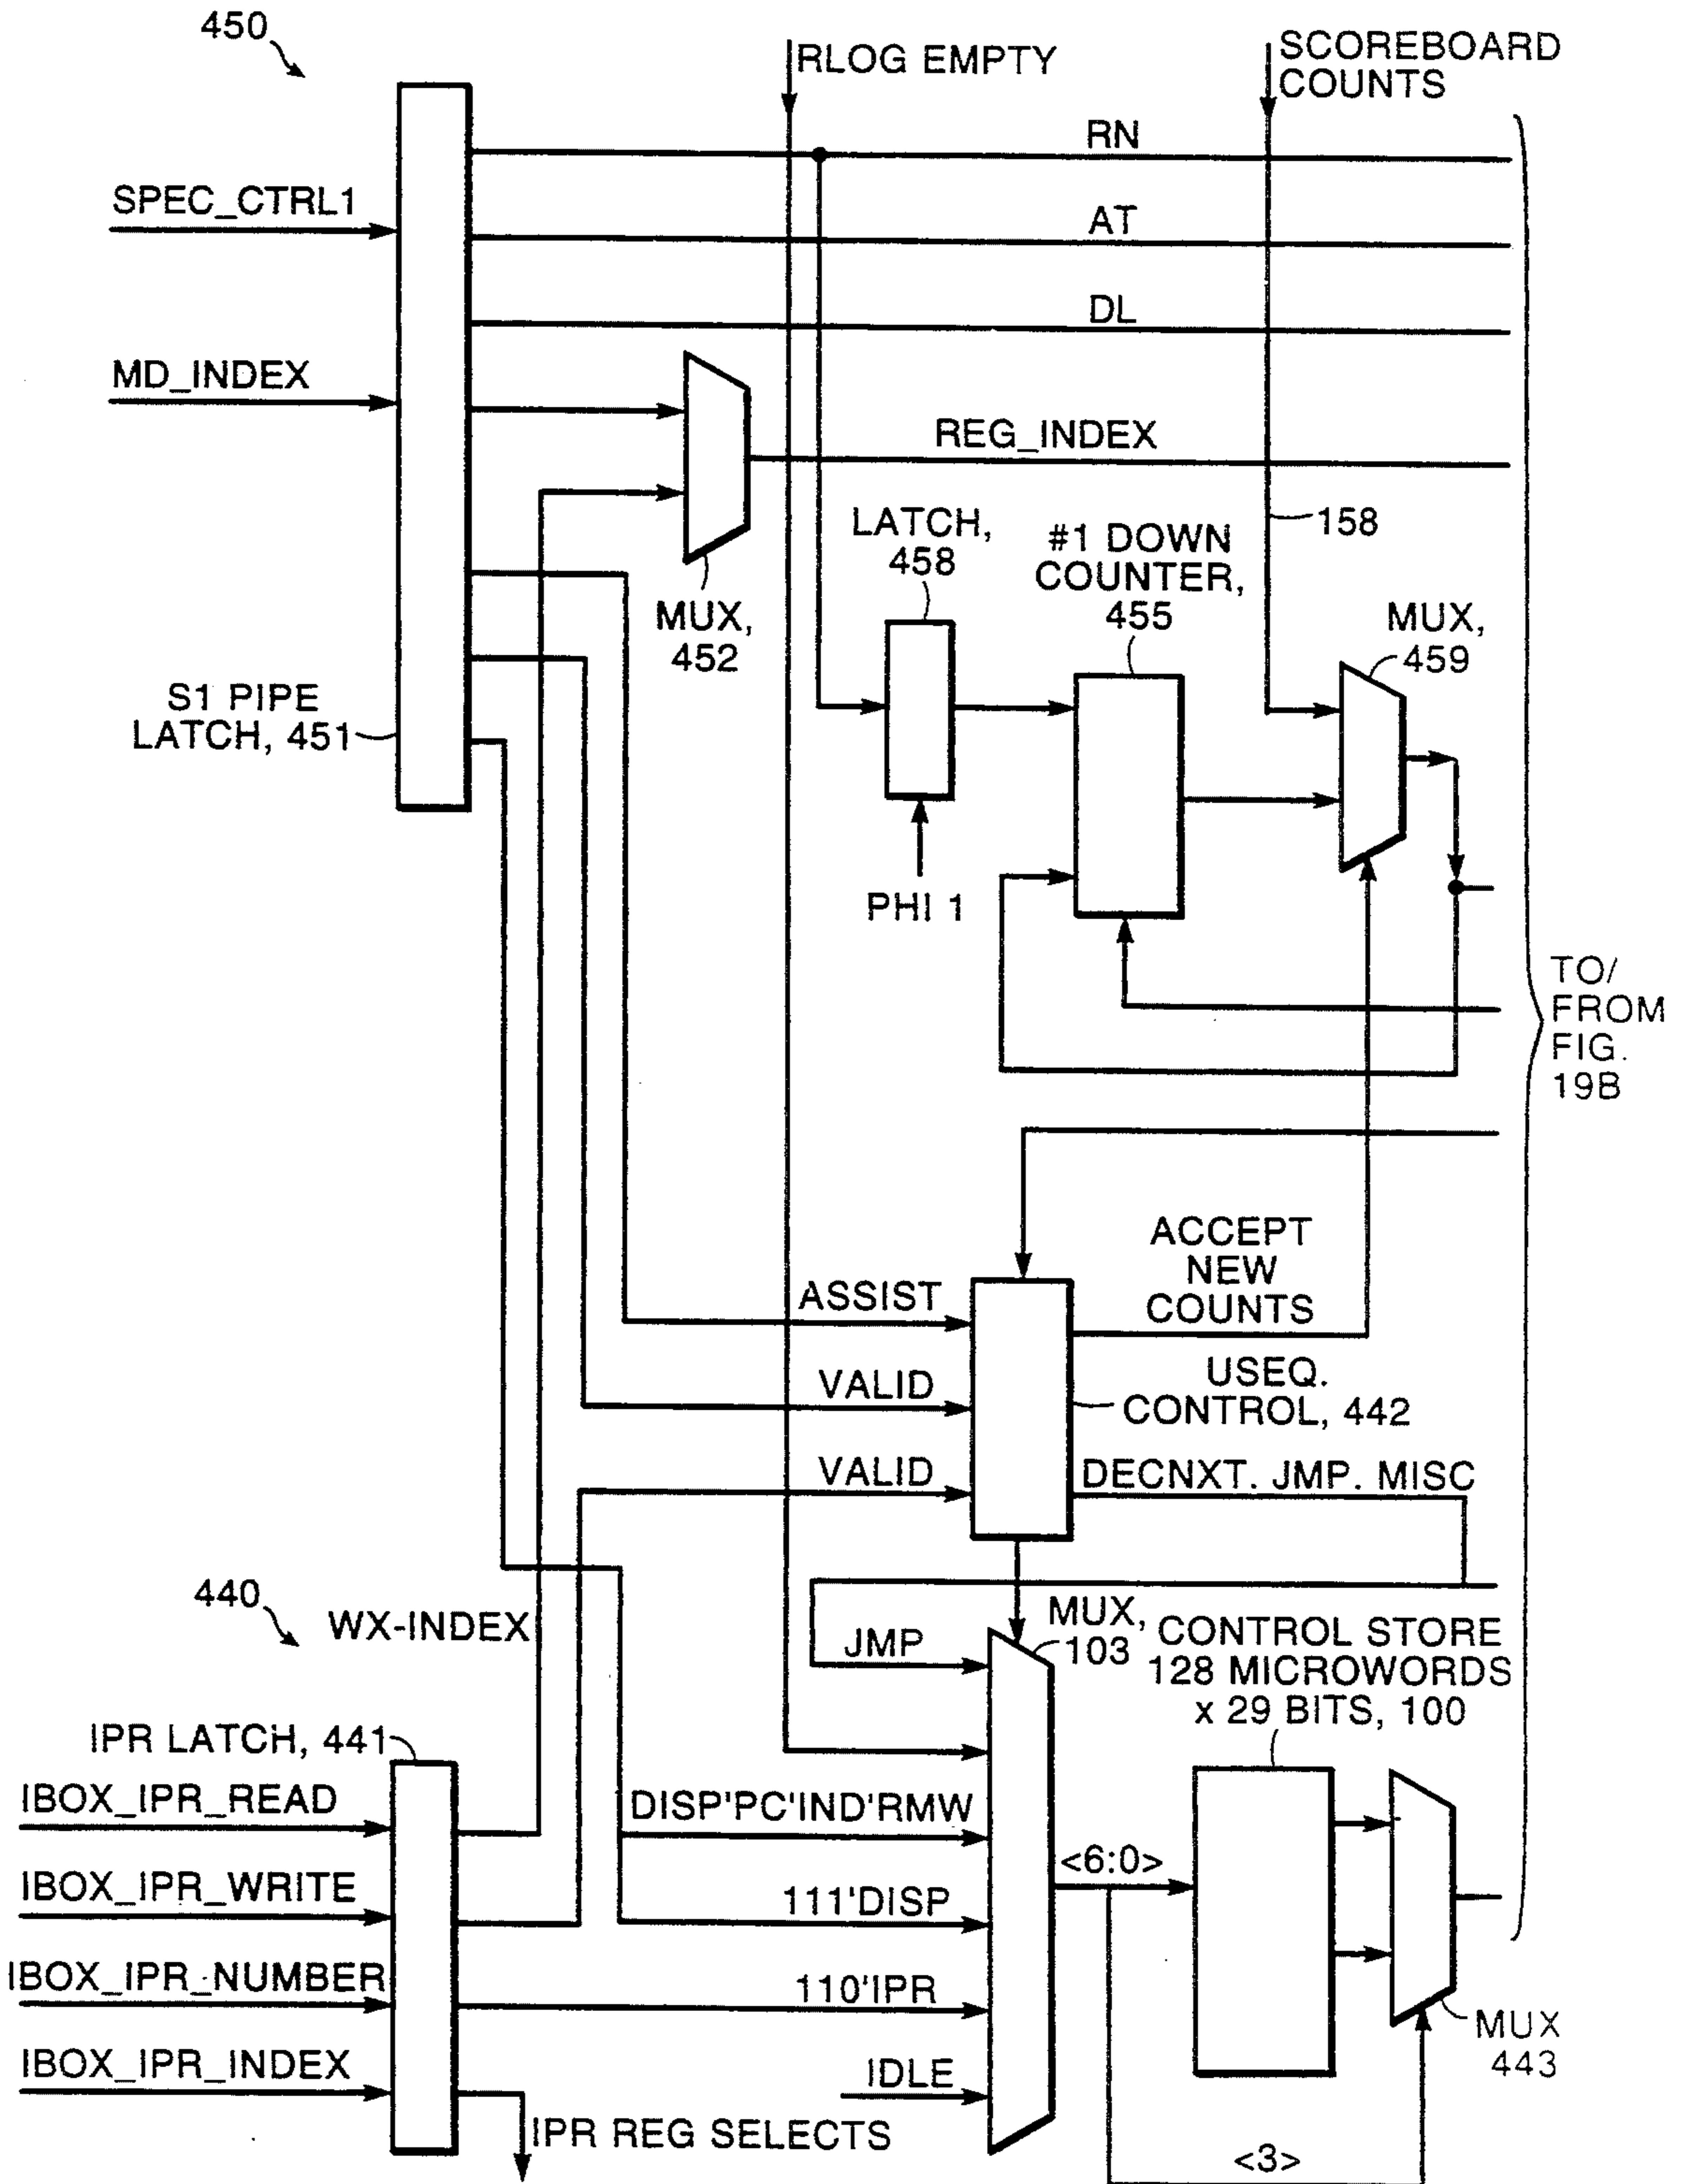 450
RLOG EMPTY
SCOREBOARD
COUNTS
RN
SPEC_CTRL1
AT
DL
MD_INDEX
REG_INDEX
LATCH,
458
#1 DOWN
COUNTER,
455
158
MUX,
452
MUX,
459
S1 PIPE
LATCH, 451
PHI 1
TO/
FROM
FIG.
19B
ACCEPT
NEW
COUNTS
ASSIST
USEQ.
CONTROL, 442
VALID
VALID
DECNXT. JMP. MISC
440
WX-INDEX
JMP
MUX,
103
CONTROL STORE
128 MICROWORDS
x 29 BITS, 100
IPR LATCH, 441
IBOX_IPR_READ
DISP'PC'IND'RMW
<6:0>
IBOX_IPR_WRITE
111'DISP
IBOX_IPR_NUMBER
110'IPR
MUX
443
IBOX_IPR_INDEX
IDLE
IPR REG SELECTS
<3>